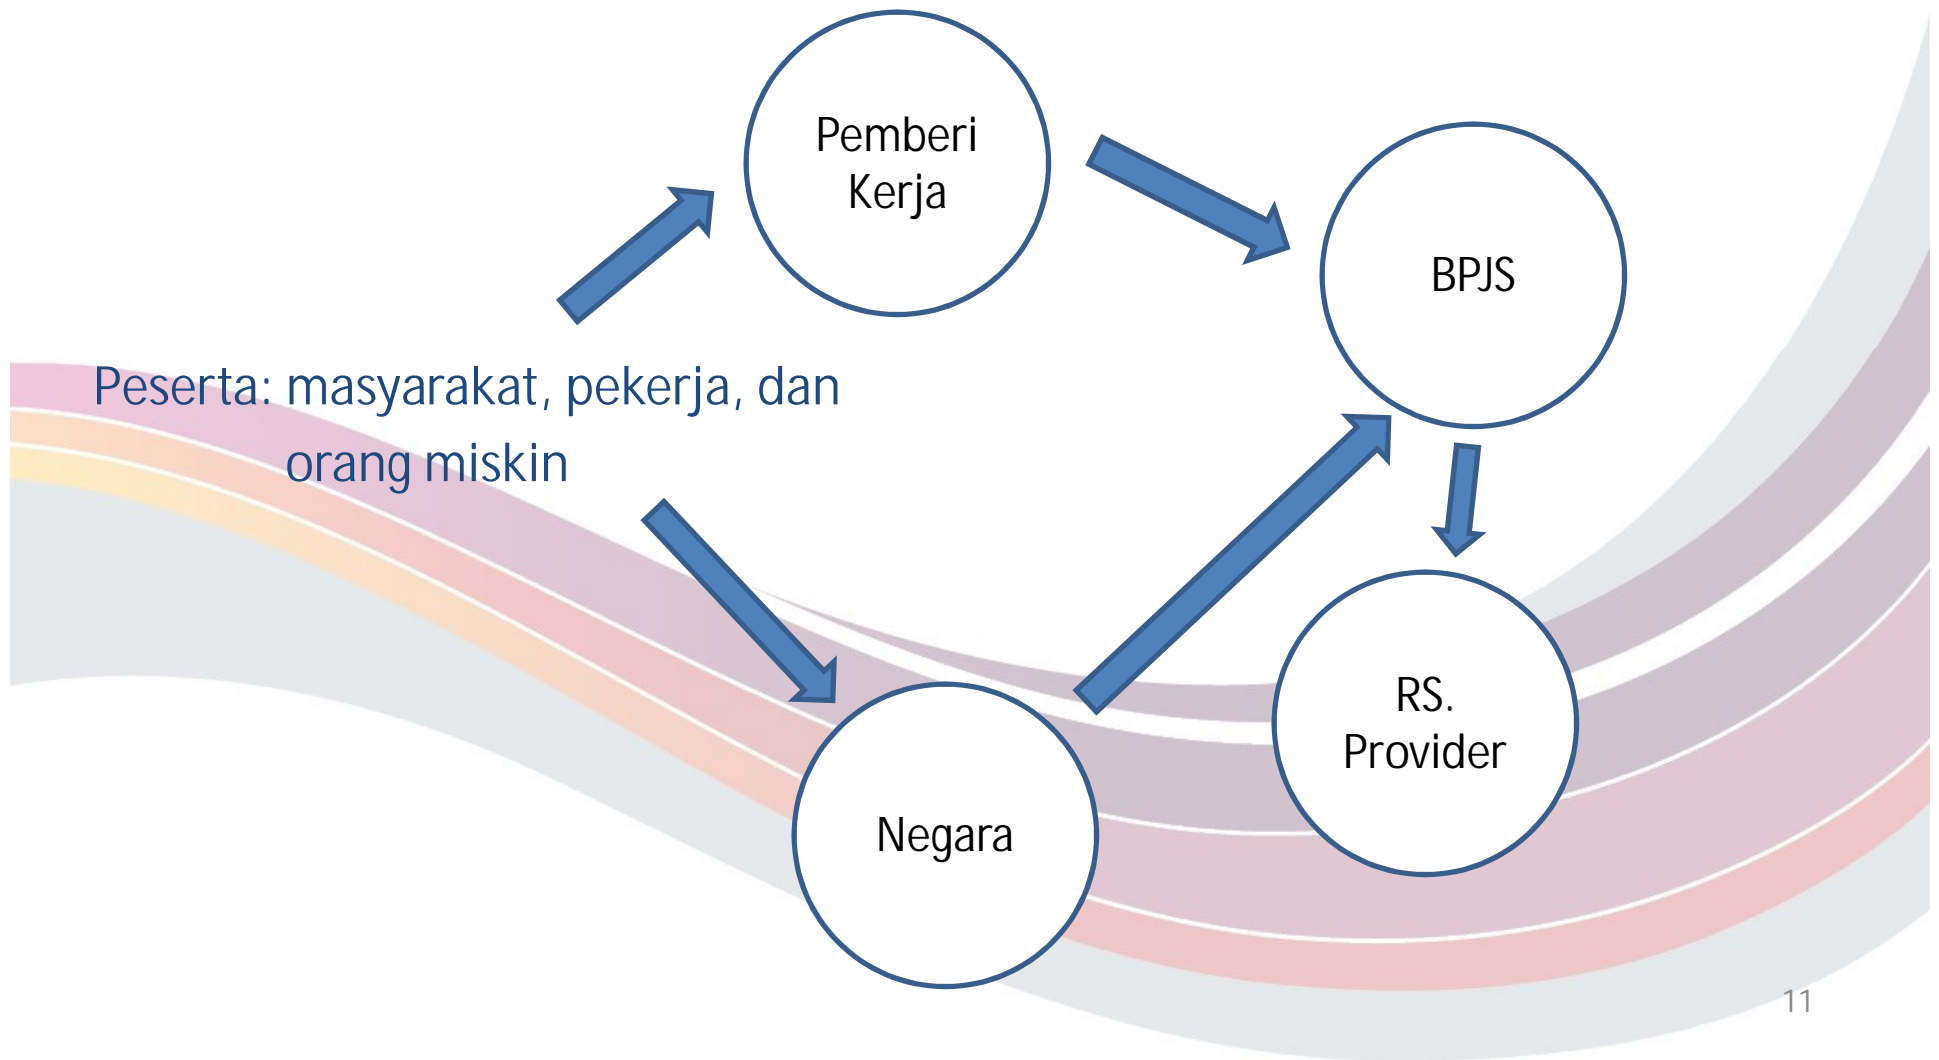 Pemberi
Kerja
BPJS
Peserta: masyarakat, pekerja, dan
orang miskin
RS.
Provider
Negara
11